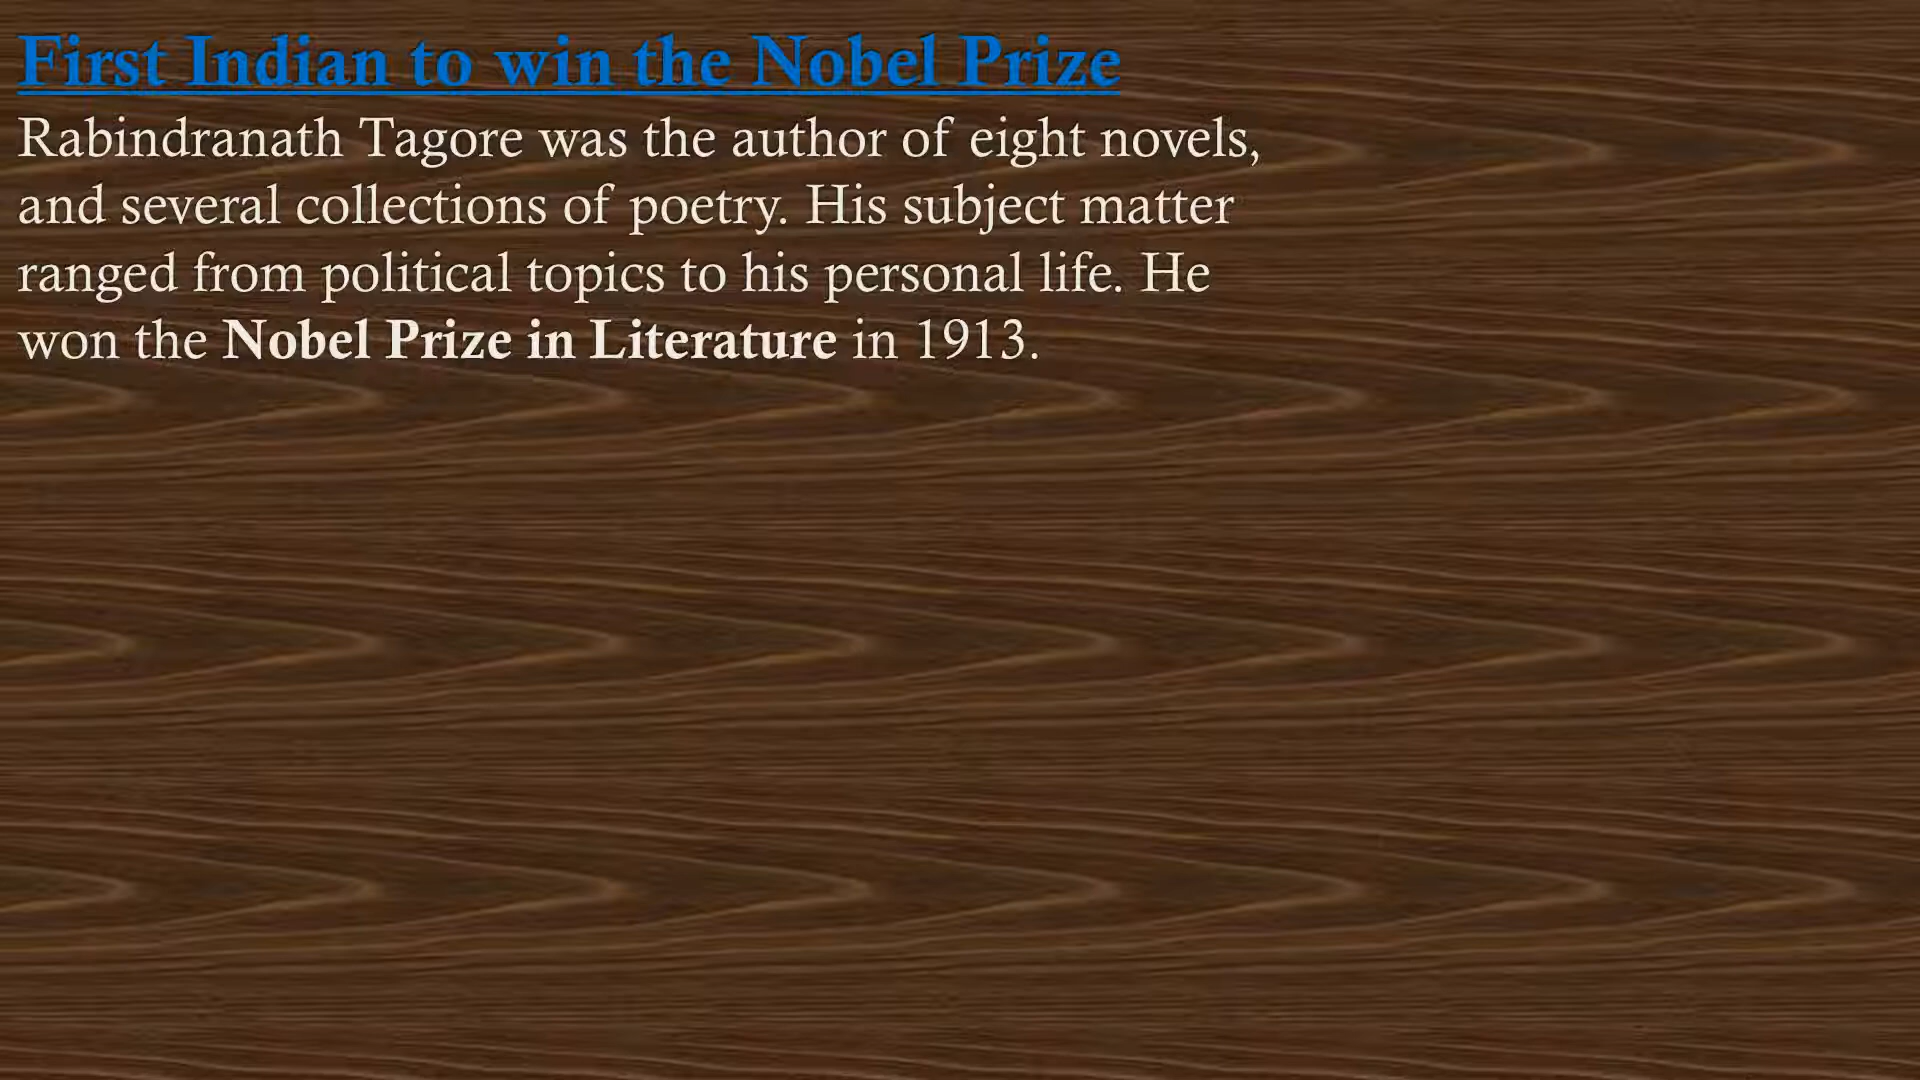 First Indian to win the Nobel Prize
Rabindranath Tagore was the author of eight novels,
and several collections of poetry. His subject matter
ranged from political topics to his personal life. He
won the Nobel Prize in Literature in 1913.